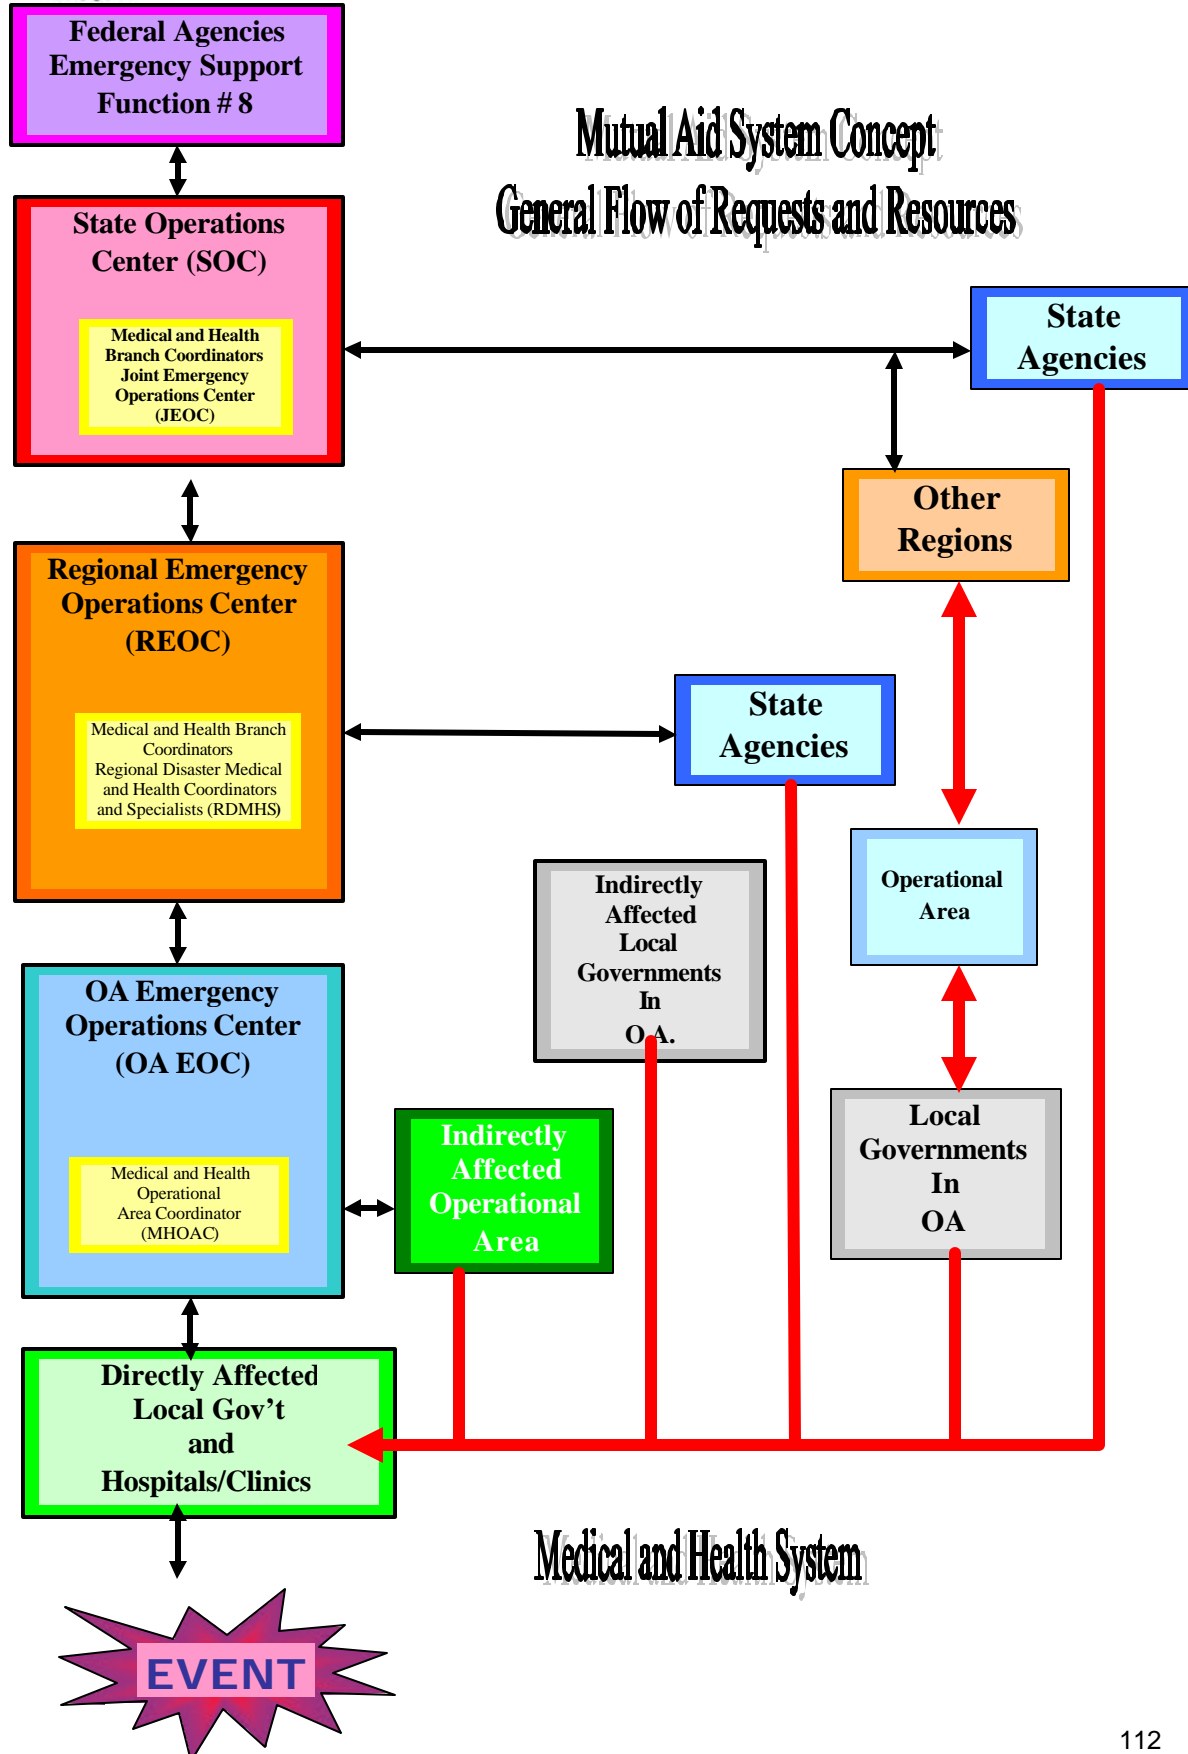 Federal Agencies
Emergency Support
Function # 8
Mutual Aid System Concept
General Flow of Requests and Resources
State Operations
Center (SOC)
Medical and Health
Branch Coordinators
Joint Emergency
Operations Center
(JEOC)
State
Agencies
Other
Regions
Regional Emergency
Operations Center
(REOC)
Medical and Health Branch
Coordinators
Regional Disaster Medical
and Health Coordinators
and Specialists (RDMHS)
State
Agencies
Indirectly
Affected
Local
Governments
In
O.A.
Operational
Area
OA Emergency
Operations Center
(OA EOC)
Medical and Health
Operational
Area Coordinator
(MHOAC)
Indirectly
Affected
Operational
Area
Local
Governments
In
OA
Directly Affected
Local Gov't
and
Hospitals/Clinics
Medical and Health System
EVENT
112